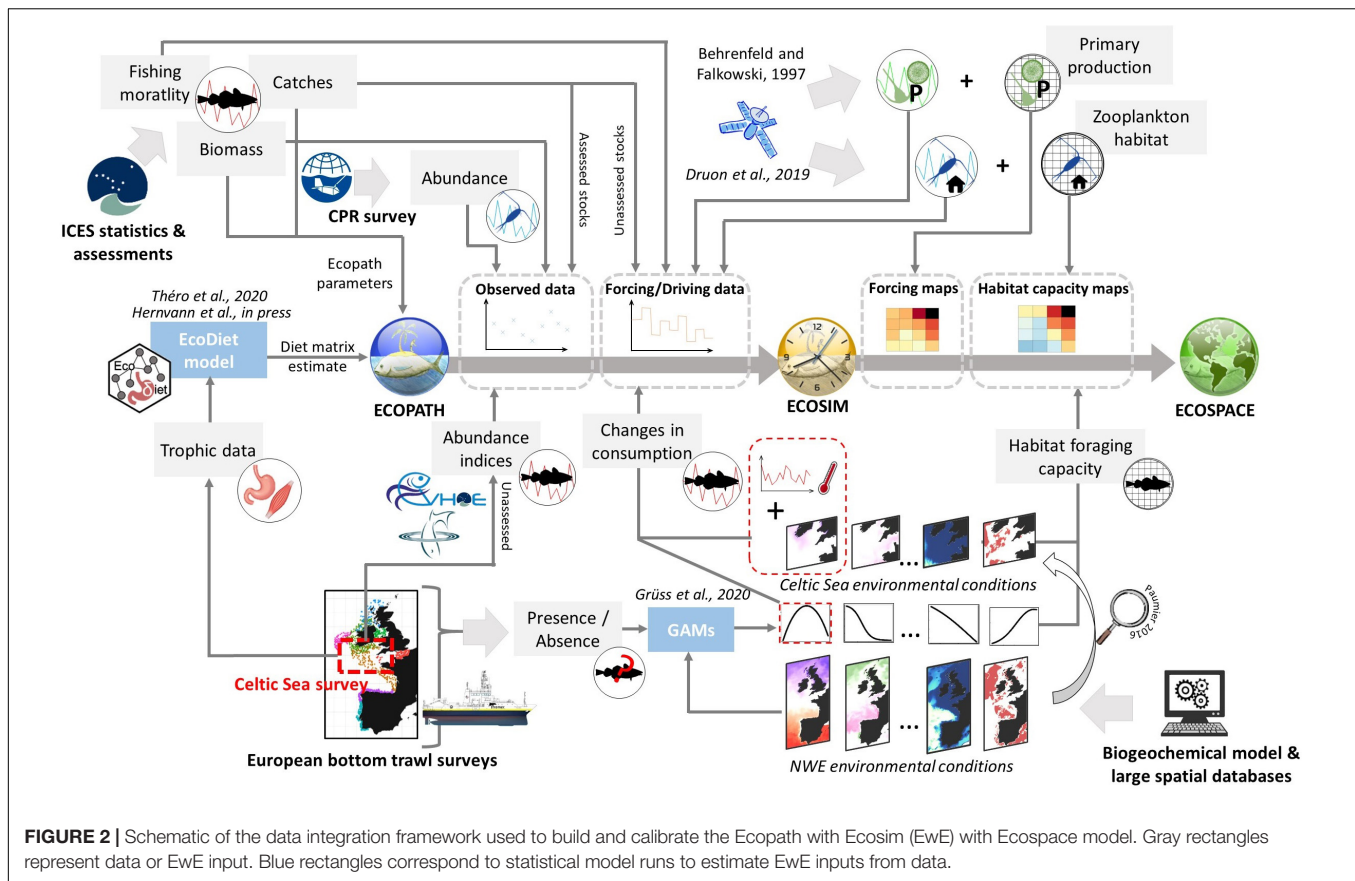 Fishing
moratlity
Catches
Biomass
ICES statistics &
assessments
CPR survey
Abundance
Ecopath
parameters
Assessed stocks
Unassessed stocks
Behrenfeld and
Falkowski, 1997
Druon et al., 2019
P
+
P
Primary
production
+
Zooplankton
habitat
Théro et al., 2020
Hernvann et al., in press
EcoDiet
model
Eco
δiet
Diet matrix
estimate
ECOPATH
Observed data
Forcing/Driving data
12
3
6
9
ECOSIM
Forcing maps
Habitat capacity maps
ECOSPACE
Trophic data
Abundance
indices
EVHOE
Unassessed
Changes in
consumption
+
Habitat foraging
capacity
...
Celtic Sea environmental conditions
Celtic Sea survey
European bottom trawl surveys
Presence /
Absence
Grüss et al., 2020
GAMs
...
...
NWE environmental conditions
Paumier 2016
Biogeochemical model &
large spatial databases
FIGURE 2 | Schematic of the data integration framework used to build and calibrate the Ecopath with Ecosim (EwE) with Ecospace model. Gray rectangles
represent data or EwE input. Blue rectangles correspond to statistical model runs to estimate EwE inputs from data.